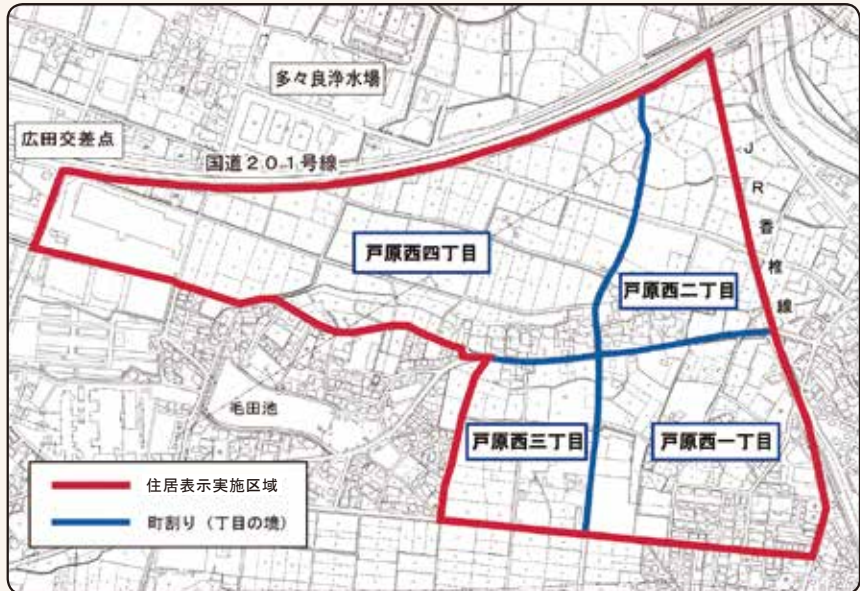 多々良浄水場
広田交差点
国道201号線
JR香椎線
戸原西四丁目
戸原西二丁目
毛田池
戸原西三丁目
戸原西一丁目
住居表示実施区域
町割り(丁目の境)